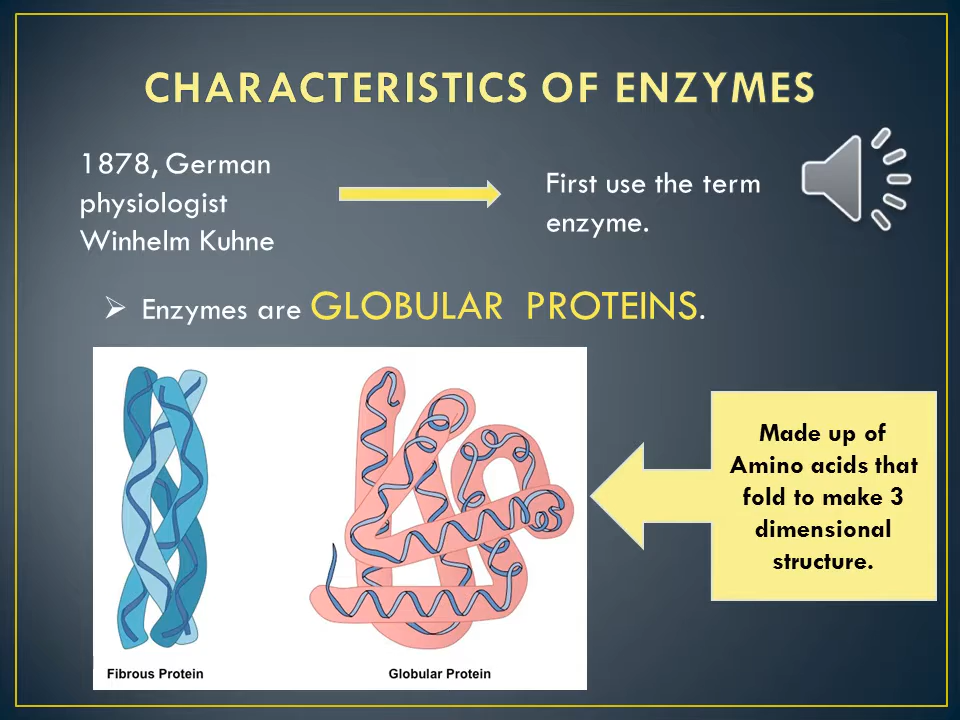 CHARACTERISTICS OF ENZYMES
1878, German
physiologist
Winhelm Kuhne
First use the term
enzyme.
Enzymes are GLOBULAR PROTEINS.
Made up of
Amino acids that
fold to make 3
dimensional
structure.
Fibrous Protein
Globular Protein